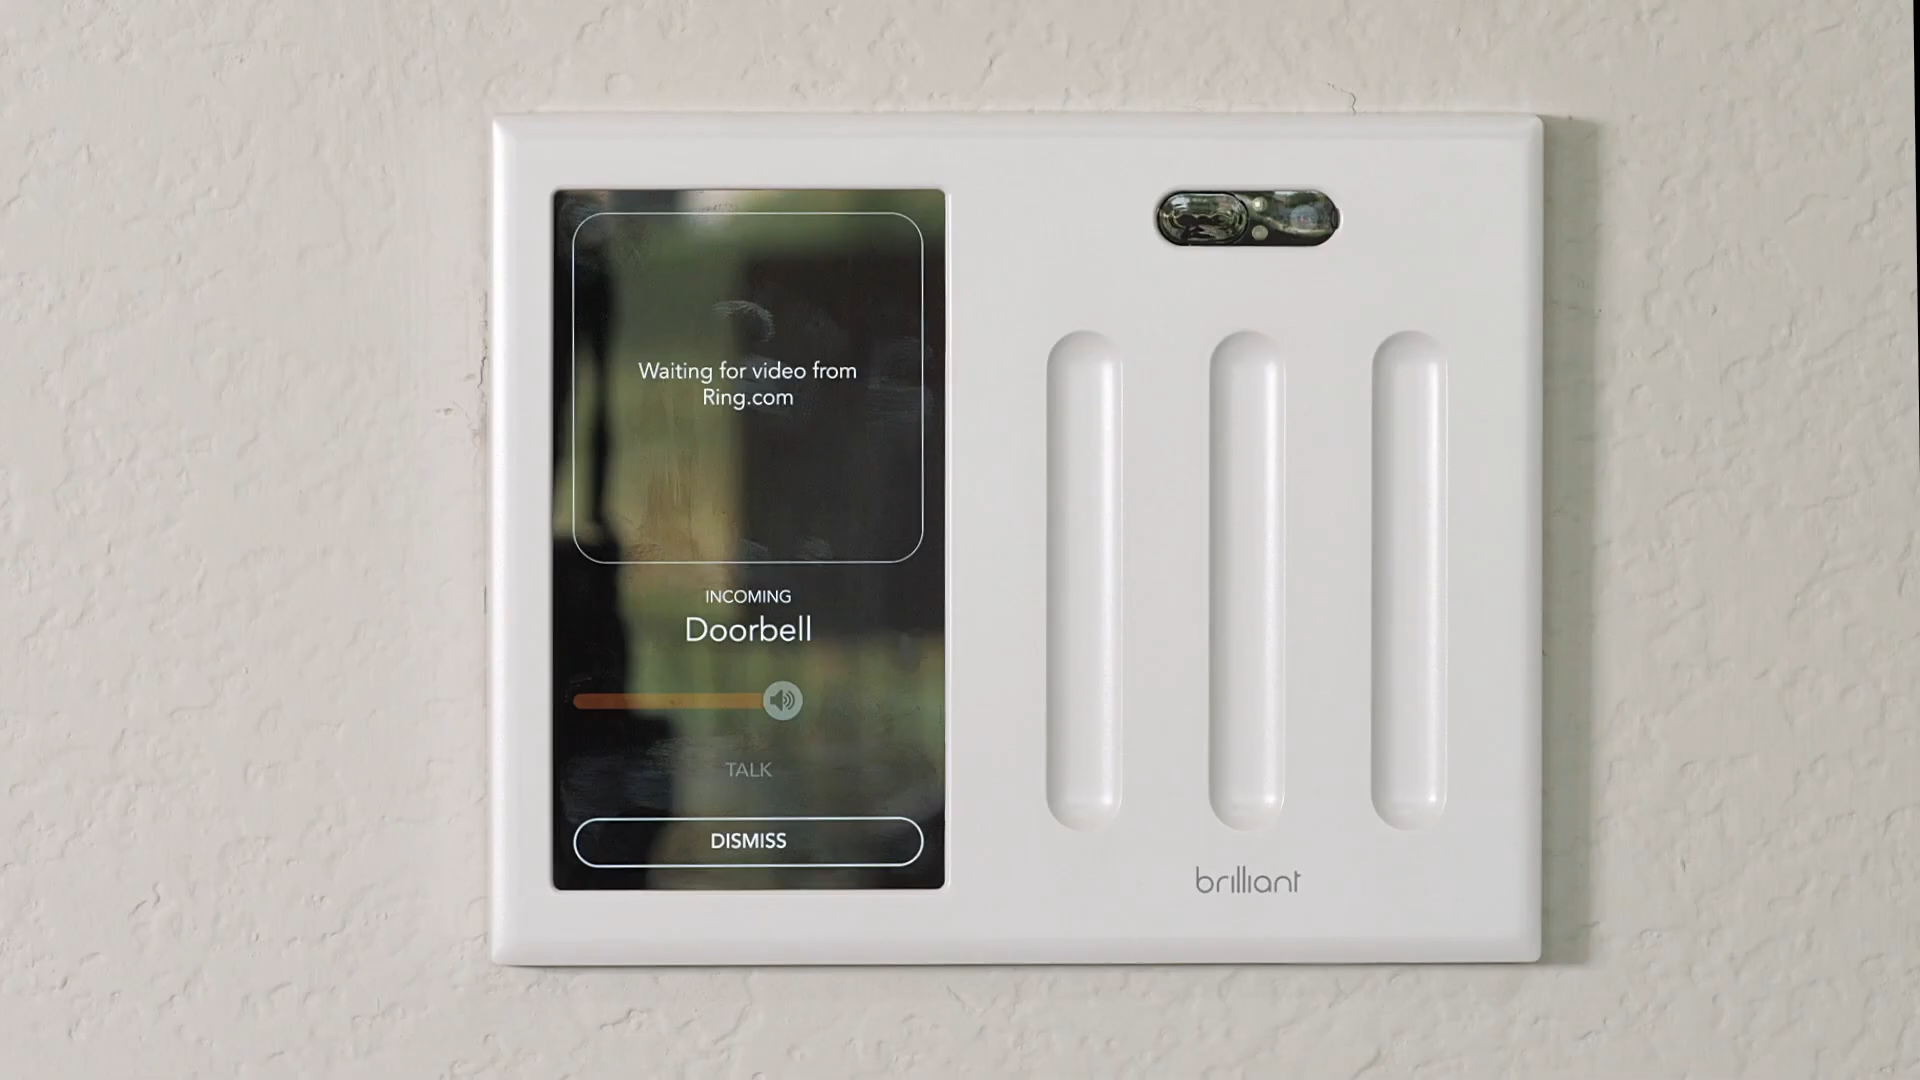 Waiting for video from
Ring.com
INCOMING
Doorbell
TALK
DISMISS
brilliant